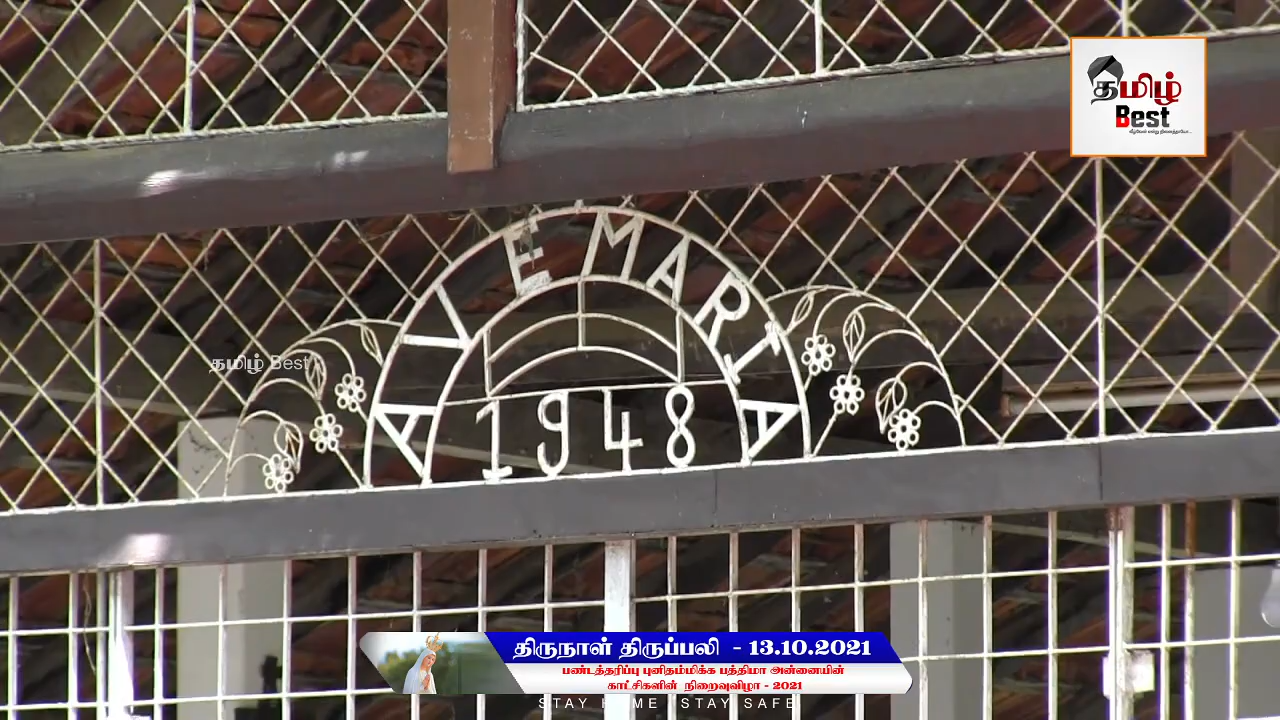 தமிழ்
Best
வீழ்வேன் என்று நினைத்தாயோ...
AVE MARIA
தமிழ் Best
1948
திருநாள் திருப்பலி - 13.10.2021
பண்டத்தரிப்பு புனிதம்மிக்க பத்திமா அன்னையின்
காட்சிகளின் நிறைவுவிழா - 2021
STAY HOME STAY SAFE